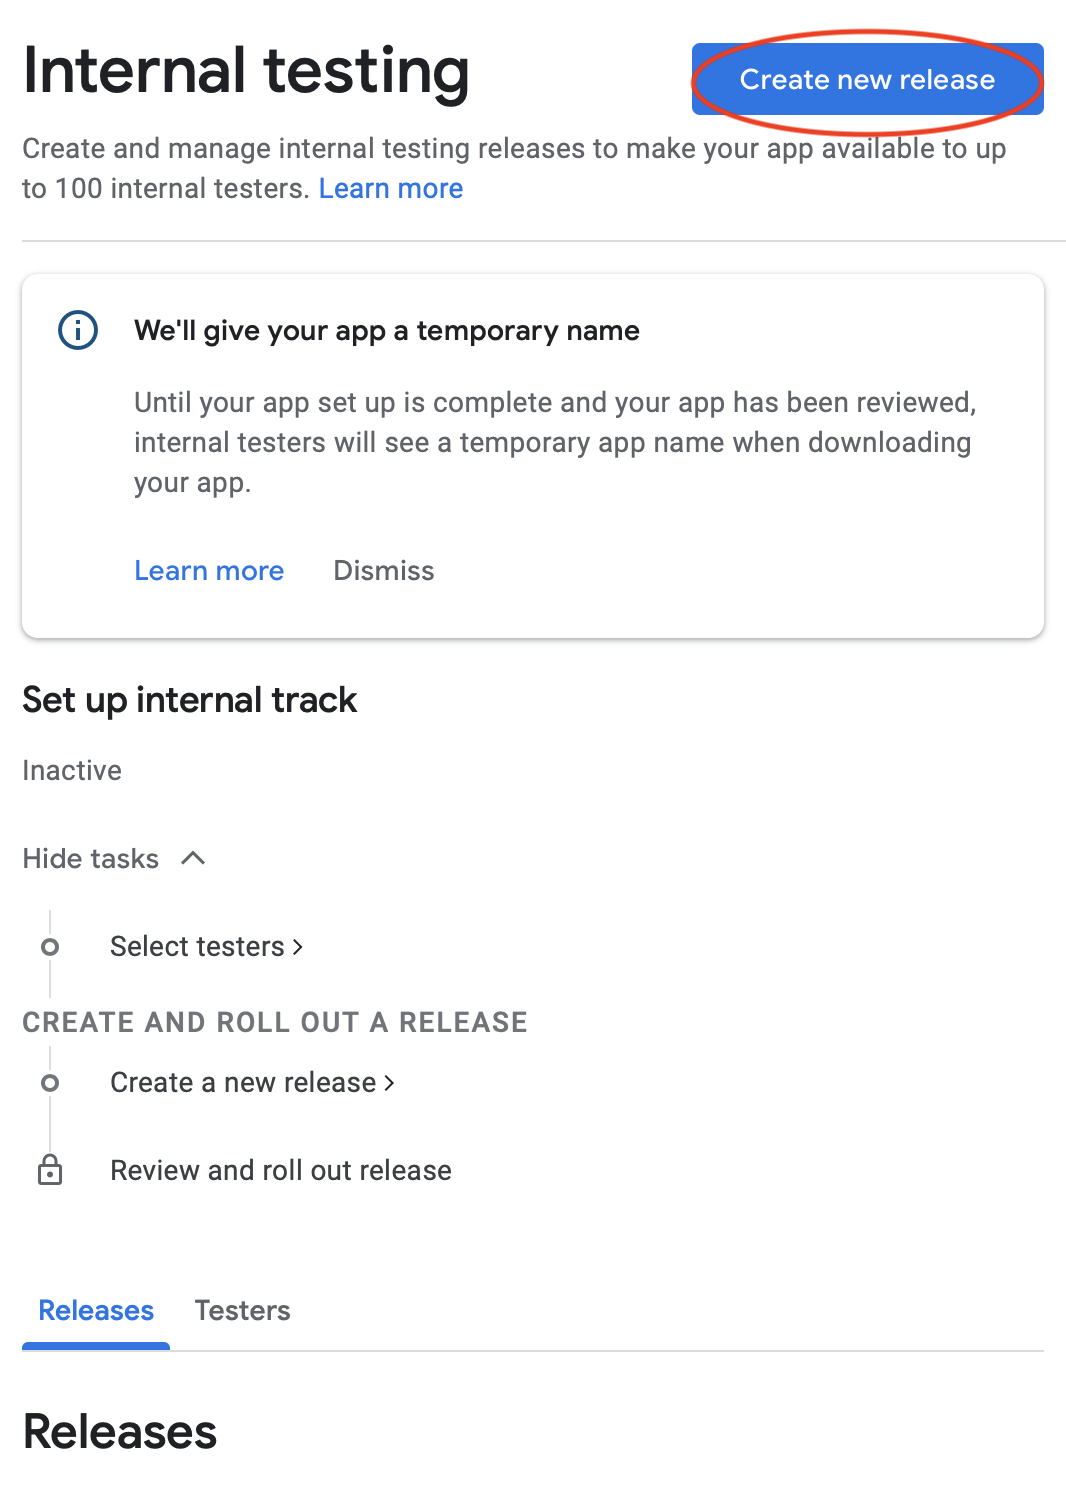 Internal testing
Create new release
Create and manage internal testing releases to make your app available to up
to 100 internal testers. Learn more
We'll give your app a temporary name
Until your app set up is complete and your app has been reviewed,
internal testers will see a temporary app name when downloading
your app.
Learn more Dismiss
Set up internal track
Inactive
Hide tasks
Select testers
CREATE AND ROLL OUT A RELEASE
Create a new release
Review and roll out release
Releases Testers
Releases